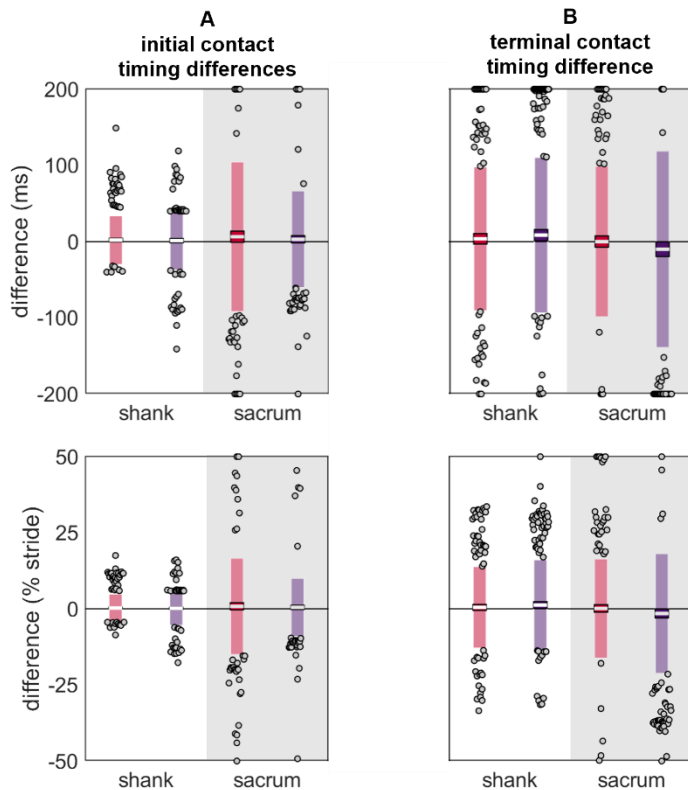 A
initial contact
timing differences
B
terminal contact
timing difference
difference (ms)
200
100
0
-100
-200
shank
sacrum
shank
sacrum
difference (% stride)
50
25
0
-25
-50
shank
sacrum
shank
sacrum